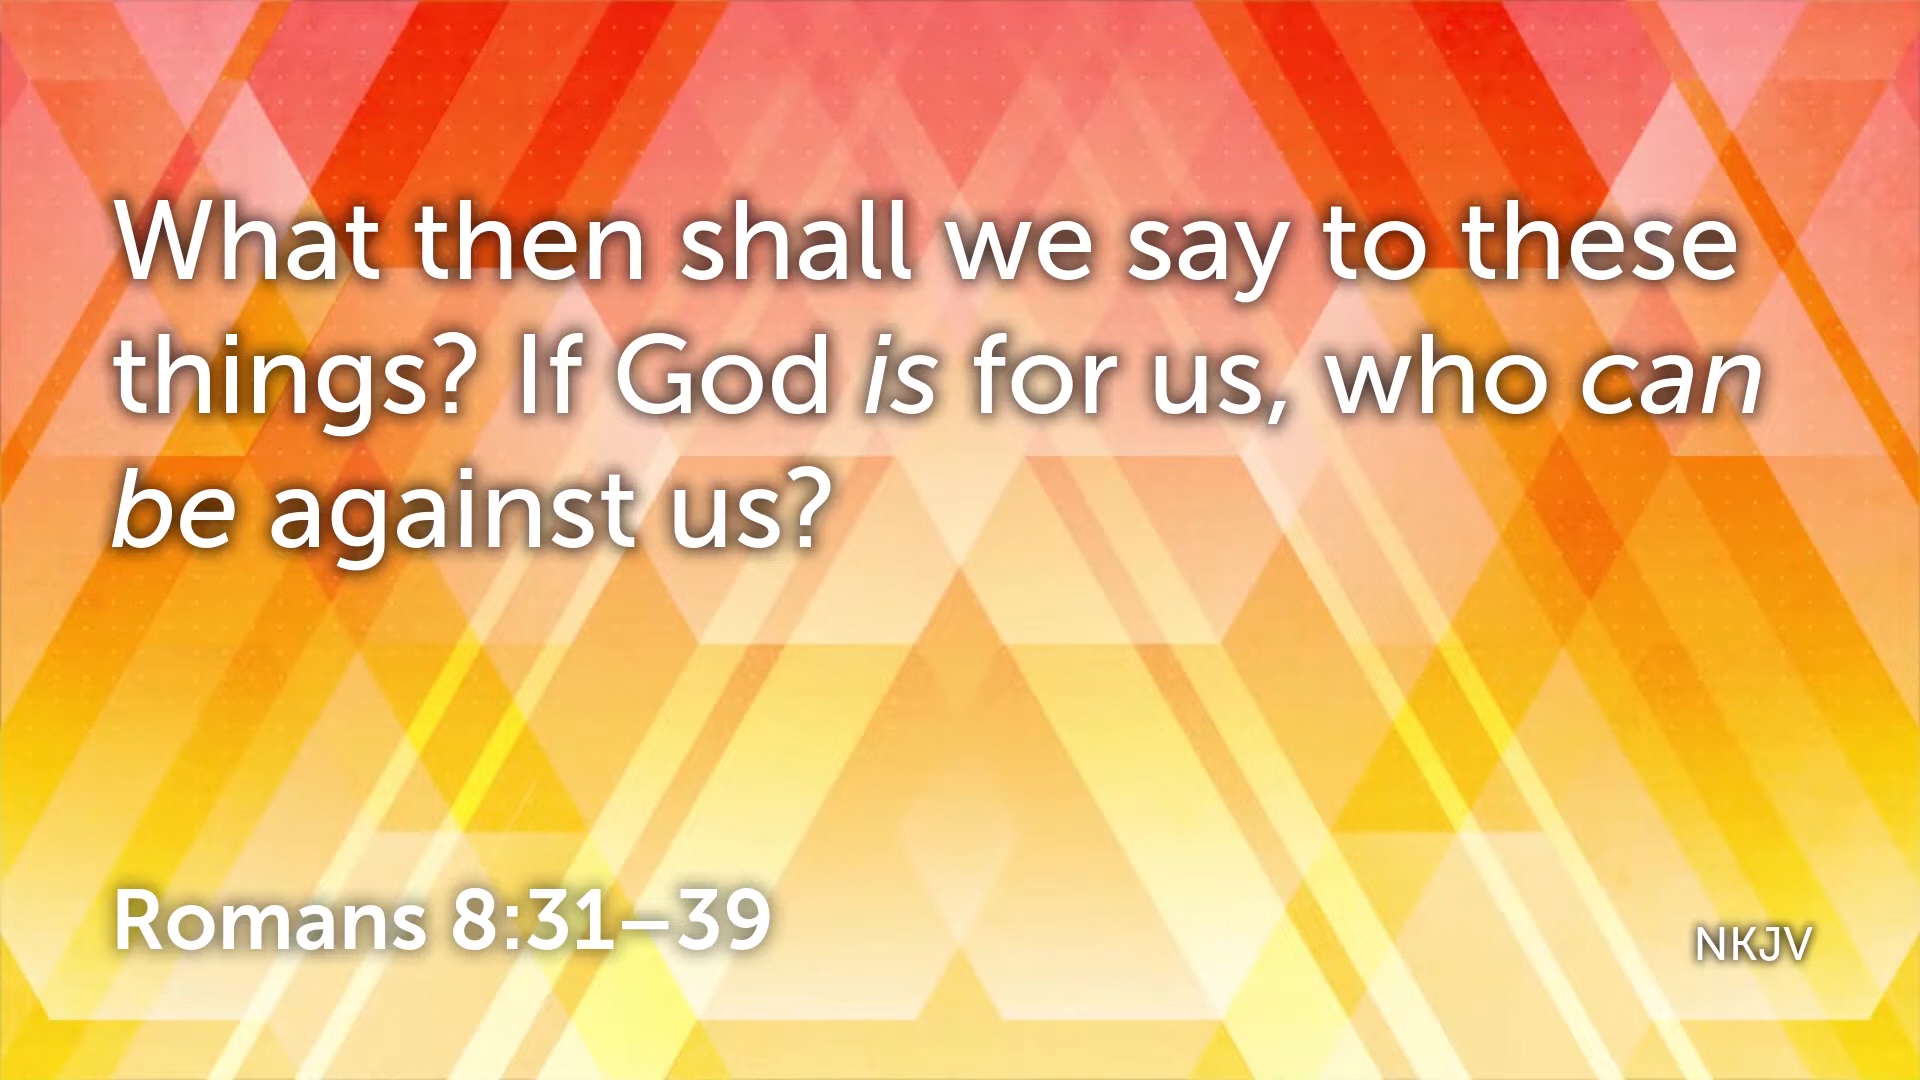 What then shall we say to these
things? If God is for us, who can
be against us?
Romans 8:31–39
NKJV